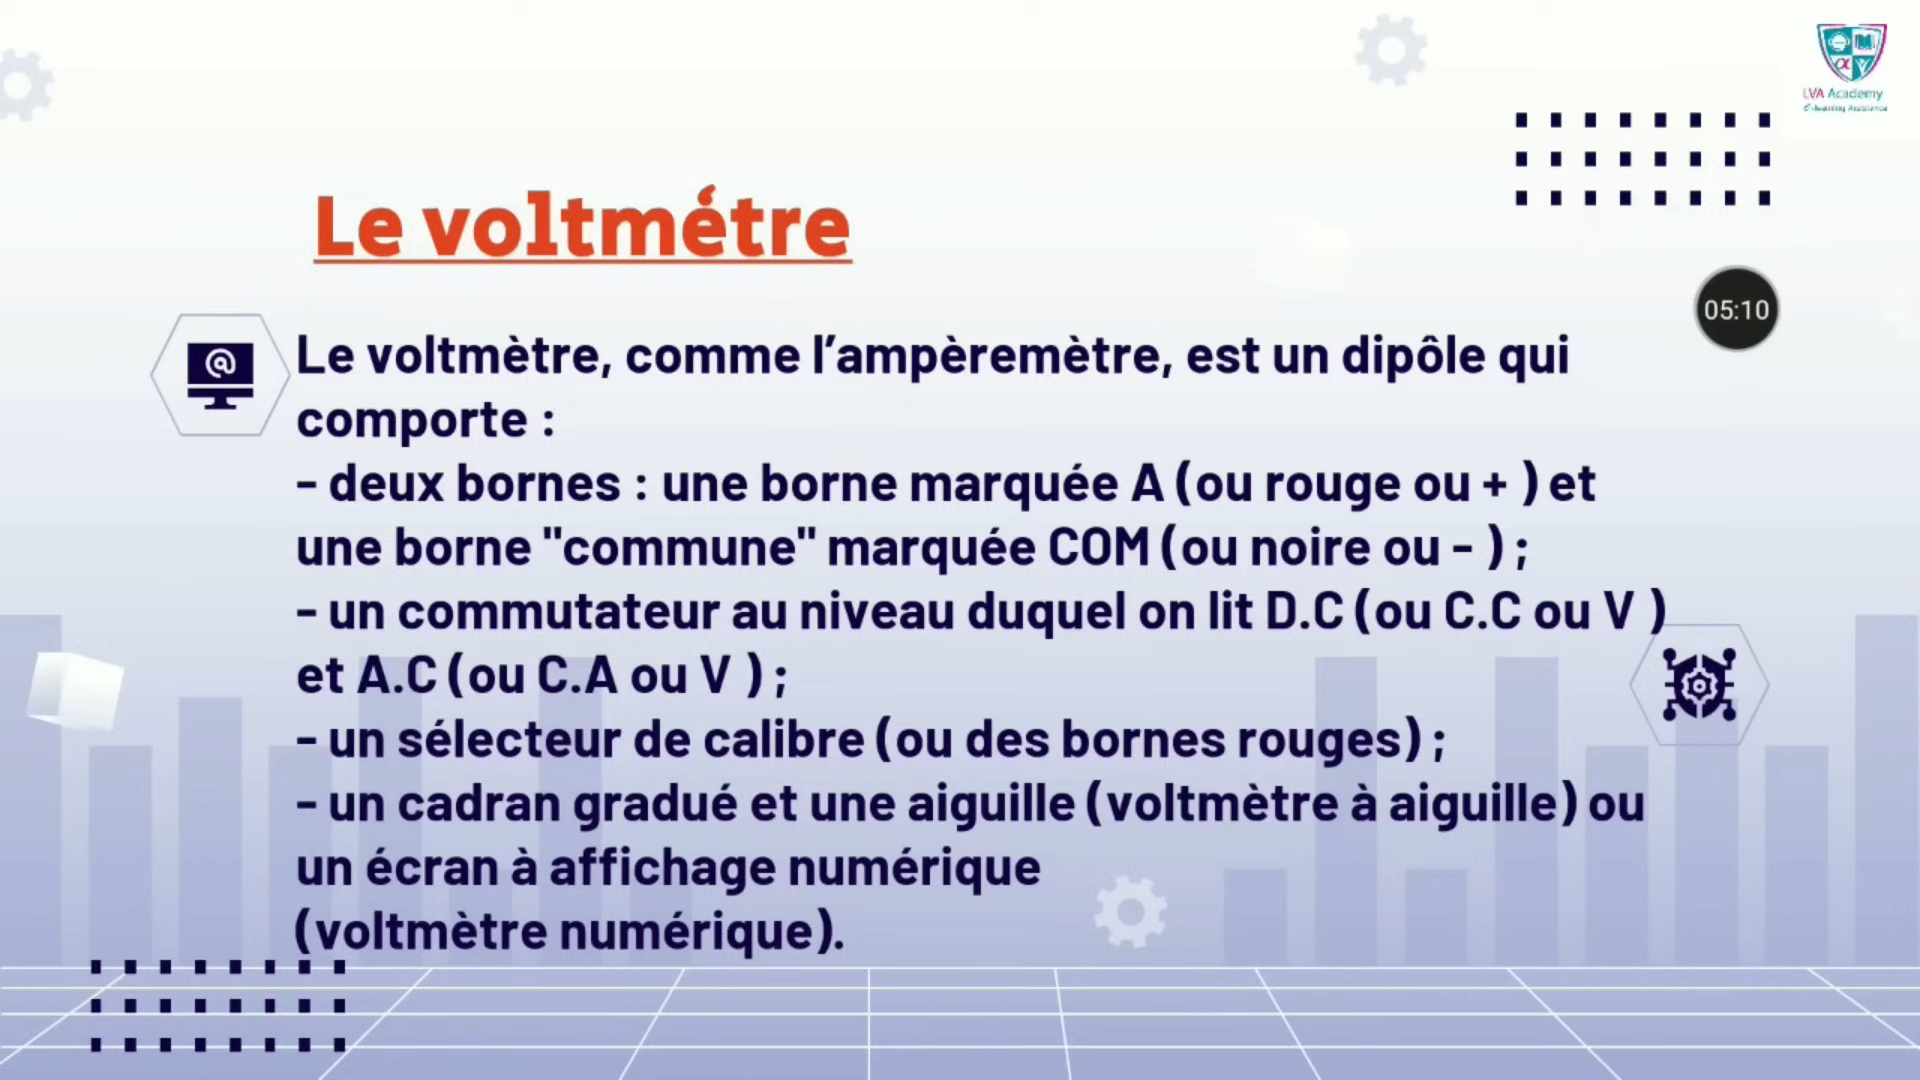 LVA Academy
e-learning Assistance
Le voltmétre
05:10
Le voltmètre, comme l’ampèremètre, est un dipôle qui
comporte :
- deux bornes : une borne marquée A (ou rouge ou + ) et
une borne "commune" marquée COM (ou noire ou - ) ;
- un commutateur au niveau duquel on lit D.C (ou C.C ou V )
et A.C (ou C.A ou V ) ;
- un sélecteur de calibre (ou des bornes rouges) ;
- un cadran gradué et une aiguille (voltmètre à aiguille) ou
un écran à affichage numérique
(voltmètre numérique).